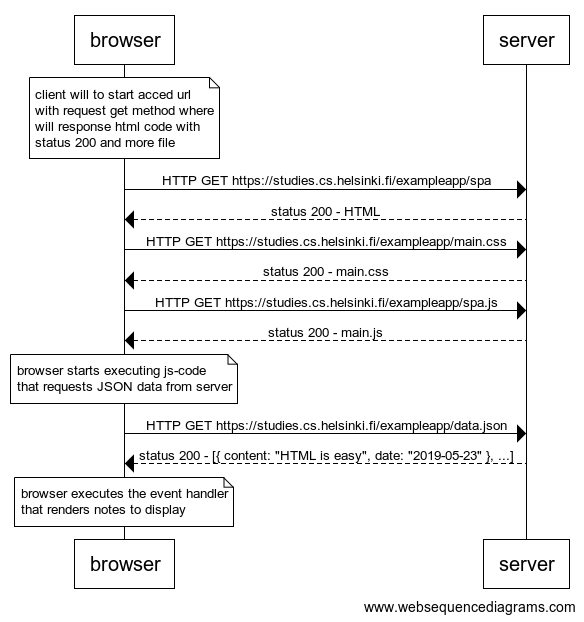 browser
server
client will to start acced url
with request get method where
will response html code with
status 200 and more file
HTTP GET https://studies.cs.helsinki.fi/exampleapp/spa
status 200 - HTML
HTTP GET https://studies.cs.helsinki.fi/exampleapp/main.css
status 200 - main.css
HTTP GET https://studies.cs.helsinki.fi/exampleapp/spa.js
status 200 - main.js
browser starts executing js-code
that requests JSON data from server
HTTP GET https://studies.cs.helsinki.fi/exampleapp/data.json
status 200 - [{ content: "HTML is easy", date: "2019-05-23" }, ...]
browser executes the event handler
that renders notes to display
browser
server
www.websequencediagrams.com